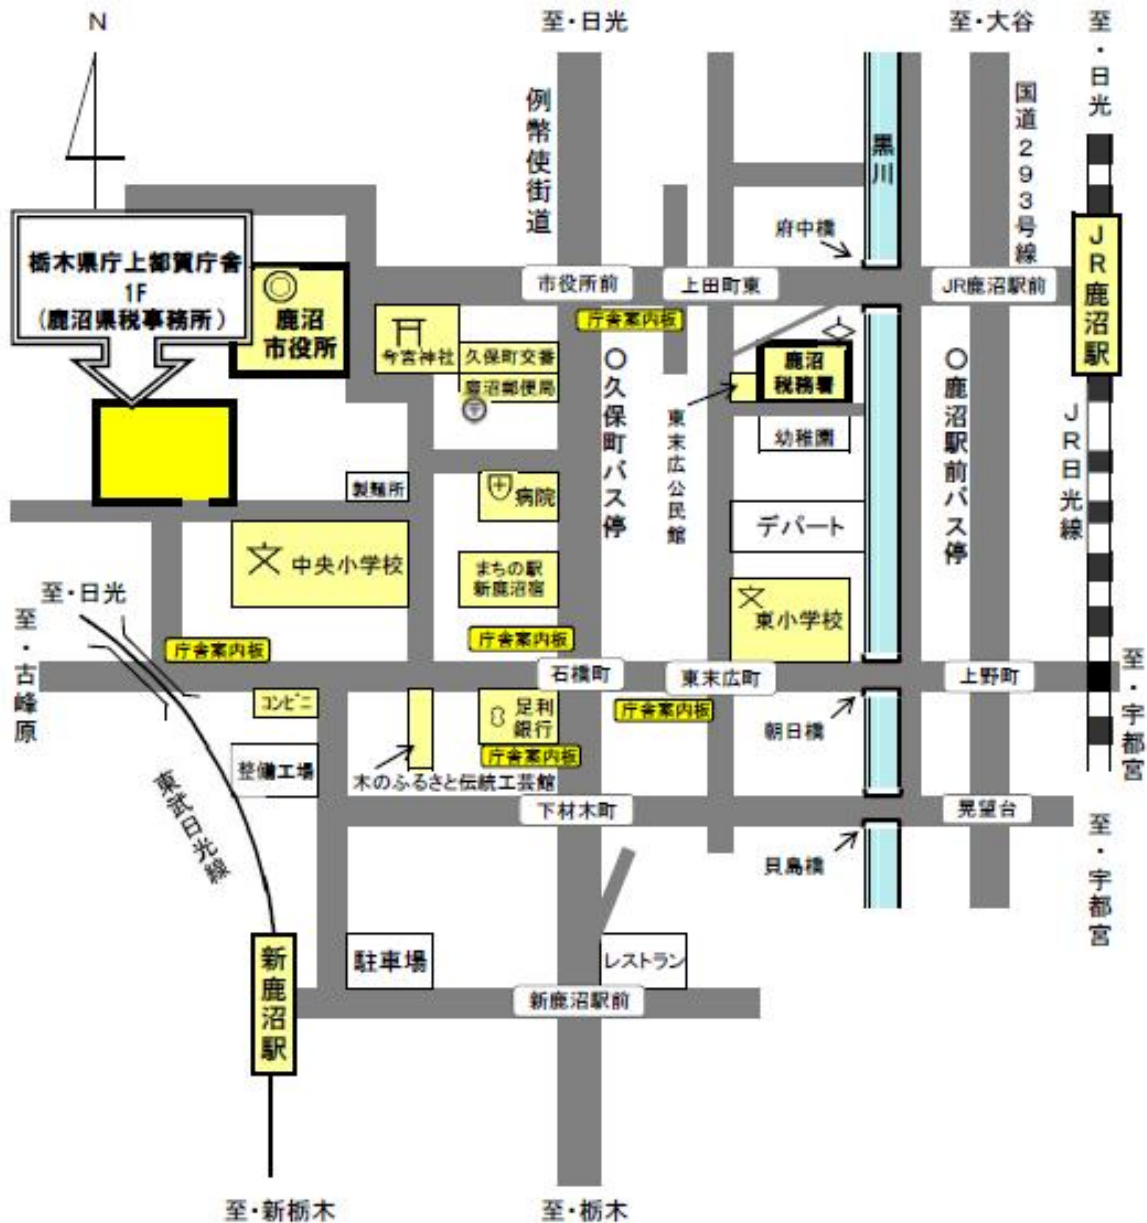 N
至・日光
至・大谷
至・日光
例幣使街道
黒川
国道293号線
府中橋
栃木県庁上都賀庁舎
1F
(鹿沼県税事務所)
鹿沼
市役所
市役所前
上田町東
JR鹿沼駅前
JR鹿沼駅
庁舎案内板
今宮神社
久保町交番
鹿沼郵便局
〇久保町バス停
鹿沼
税務署
〇鹿沼駅前バス停
東末広公民館
幼稚園
JR日光線
製麺所
病院
デパート
文 中央小学校
まちの駅
新鹿沼宿
文
東小学校
至・日光
至・古峰原
庁舎案内板
庁舎案内板
石橋町
東末広町
上野町
至・宇都宮
コンビニ
足利
銀行
庁舎案内板
朝日橋
庁舎案内板
整備工場
木のふるさと伝統工芸館
東武日光線
下材木町
晃望台
貝島橋
至・宇都宮
新鹿沼駅
駐車場
レストラン
新鹿沼駅前
至・新栃木
至・栃木